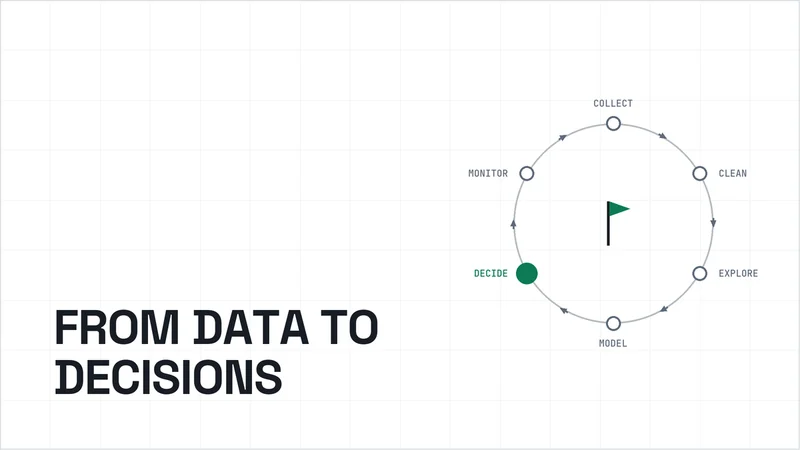 COLLECT
MONITOR
CLEAN
DECIDE
EXPLORE
MODEL
FROM DATA TO
DECISIONS